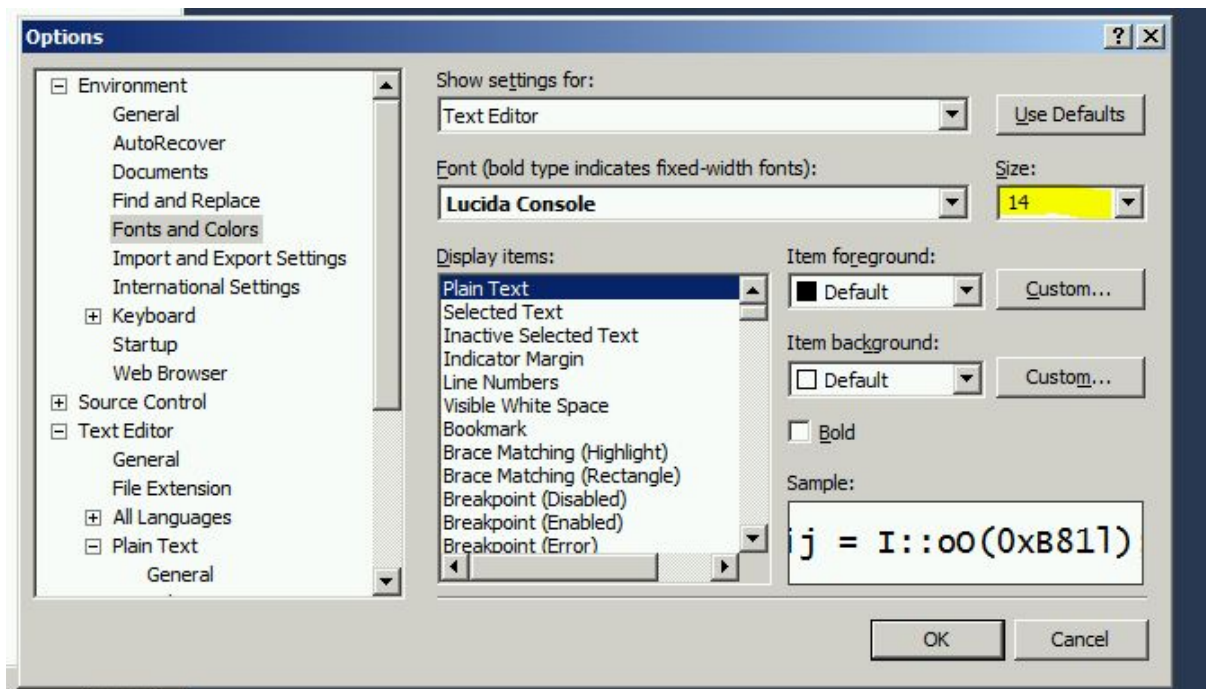 Options
Environment
General
AutoRecover
Documents
Find and Replace
Fonts and Colors
Import and Export Settings
International Settings
Keyboard
Startup
Web Browser
Source Control
Text Editor
General
File Extension
All Languages
Plain Text
General
Show settings for:
Text Editor
Use Defaults
Font (bold type indicates fixed-width fonts):
Size:
Lucida Console
14
Display items:
Plain Text
Selected Text
Inactive Selected Text
Indicator Margin
Line Numbers
Visible White Space
Bookmark
Brace Matching (Highlight)
Brace Matching (Rectangle)
Breakpoint (Disabled)
Breakpoint (Enabled)
Breakpoint (Error)
Item foreground:
Default
Custom...
Item background:
Default
Custom...
Bold
Sample:
ij = I::oO(0xB81l)
OK
Cancel